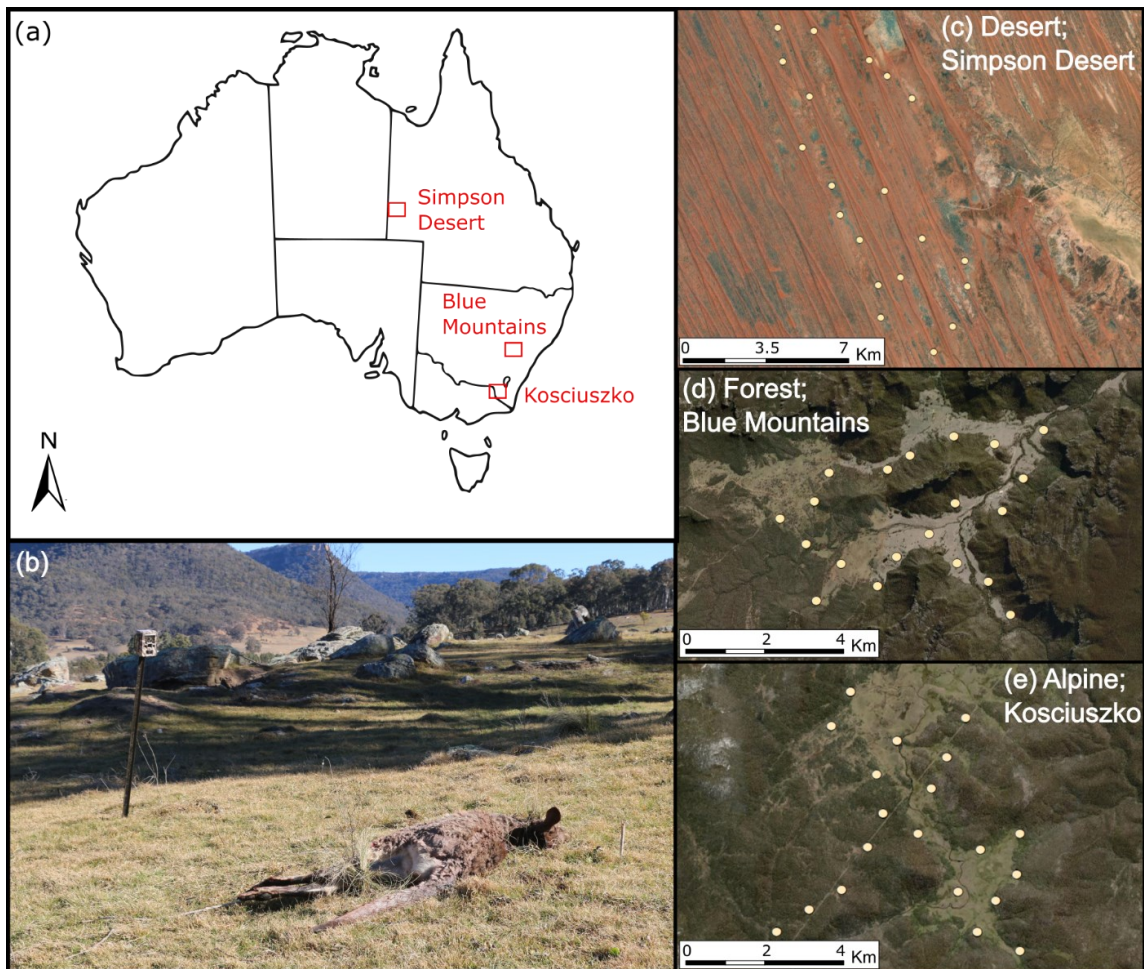 (a)
Simpson
Desert
Blue
Mountains
Kosciuszko
N
(b)
(c) Desert;
Simpson Desert
0 3.5 7
Km
(d) Forest;
Blue Mountains
0 2 4
Km
(e) Alpine;
Kosciuszko
0 2 4
Km